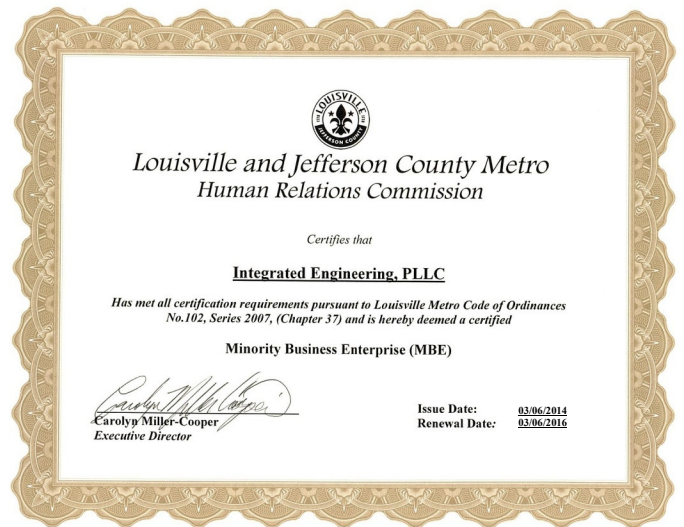 LOUISVILLE
JEFFERSON COUNTY
Louisville and Jefferson County Metro
Human Relations Commission
Certifies that
Integrated Engineering, PLLC
Has met all certification requirements pursuant to Louisville Metro Code of Ordinances
No.102, Series 2007, (Chapter 37) and is hereby deemed a certified
Minority Business Enterprise (MBE)
Carolyn Miller-Cooper
Carolyn Miller-Cooper
Executive Director
Issue Date: 03/06/2014
Renewal Date: 03/06/2016